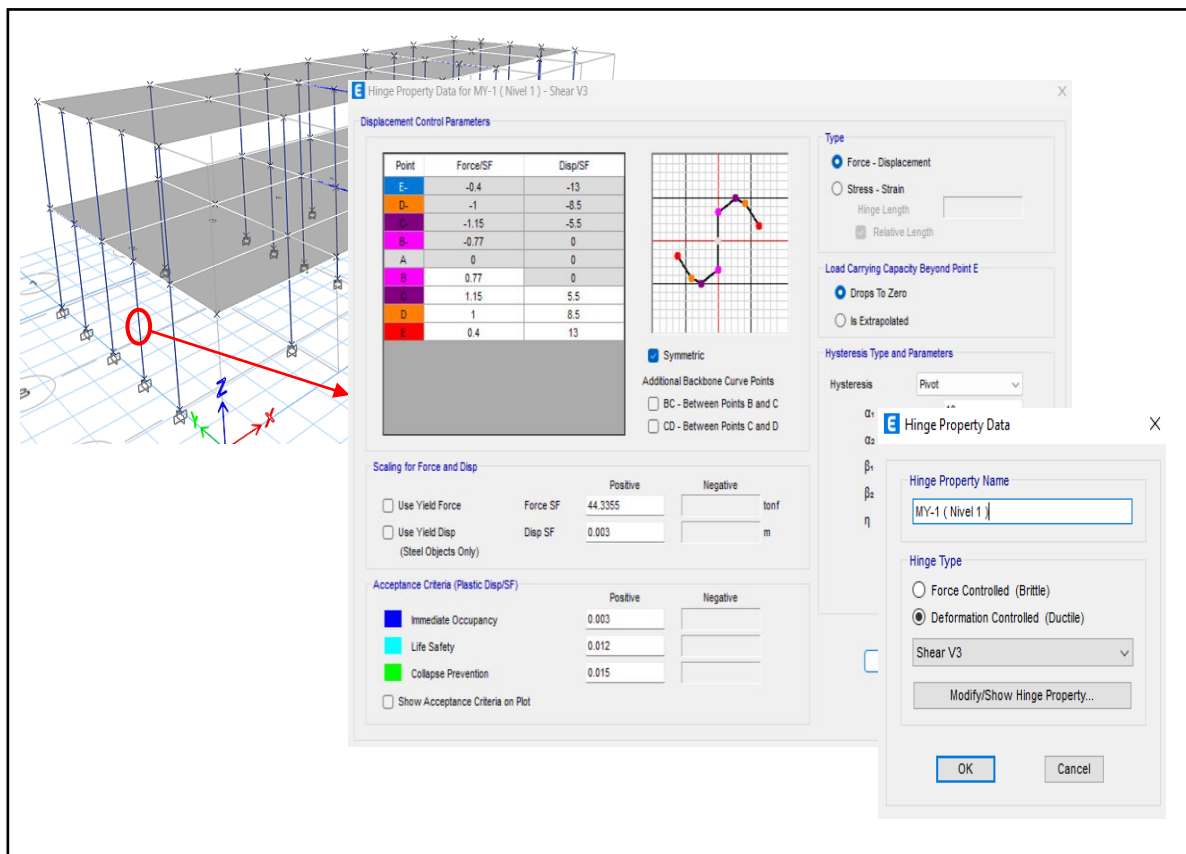 Hinge Property Data for MY-1 ( Nivel 1 ) - Shear V3
X
Displacement Control Parameters
Point Force/SF Disp/SF
E- -0.4 -13
D- -1 -8.5
C- -1.15 -5.5
B- -0.77 0
A 0 0
B 0.77 0
C 1.15 5.5
D 1 8.5
E 0.4 13
Symmetric
Additional Backbone Curve Points
BC - Between Points B and C
CD - Between Points C and D
Scaling for Force and Disp
Positive Negative
Use Yield Force Force SF 44.3355 tonf
Use Yield Disp Disp SF 0.003 m
(Steel Objects Only)
Acceptance Criteria (Plastic Disp/SF)
Positive Negative
Immediate Occupancy 0.003
Life Safety 0.012
Collapse Prevention 0.015
Show Acceptance Criteria on Plot
Type
Force - Displacement
Stress - Strain
Hinge Length
Relative Length
Load Carrying Capacity Beyond Point E
Drops To Zero
Is Extrapolated
Hysteresis Type and Parameters
Hysteresis Pivot
α₁
α₂
β₁
β₂
η
Hinge Property Data
X
Hinge Property Name
MY-1 ( Nivel 1 )
Hinge Type
Force Controlled (Brittle)
Deformation Controlled (Ductile)
Shear V3
Modify/Show Hinge Property...
OK Cancel
Z
Y
X